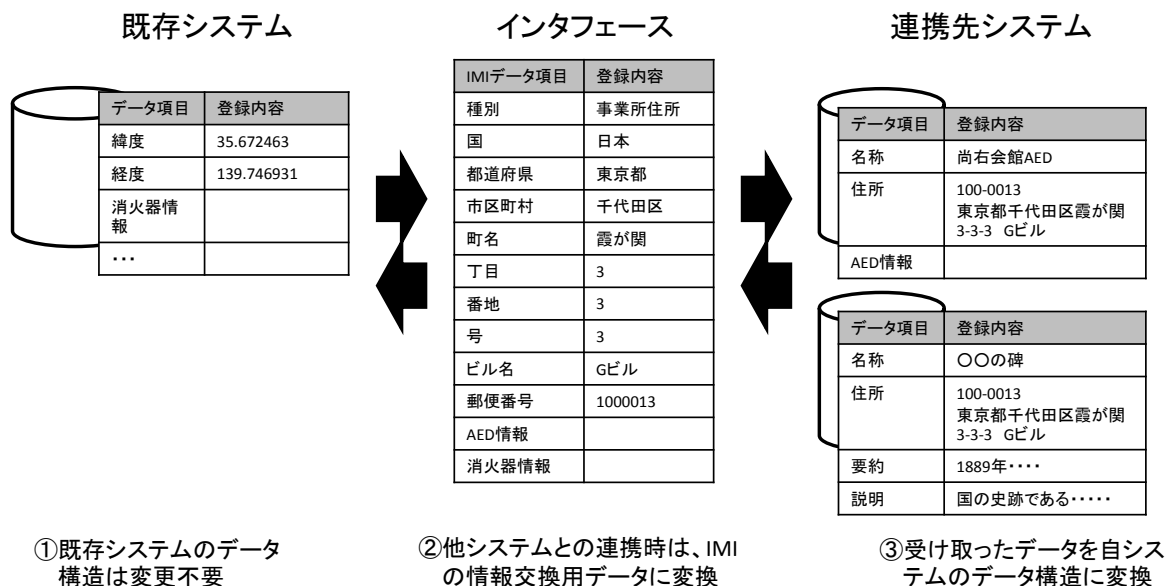 既存システム
インタフェース
連携先システム
データ項目 登録内容
緯度 35.672463
経度 139.746931
消火器情
報
・・・
IMIデータ項目 登録内容
種別 事業所住所
国 日本
都道府県 東京都
市区町村 千代田区
町名 霞が関
丁目 3
番地 3
号 3
ビル名 Gビル
郵便番号 1000013
AED情報
消火器情報
データ項目 登録内容
名称 尚右会館AED
住所 100-0013
東京都千代田区霞が関
3-3-3 Gビル
AED情報
データ項目 登録内容
名称 〇〇の碑
住所 100-0013
東京都千代田区霞が関
3-3-3 Gビル
要約 1889年・・・・
説明 国の史跡である・・・・・
①既存システムのデータ
構造は変更不要
②他システムとの連携時は、IMI
の情報交換用データに変換
③受け取ったデータを自シス
テムのデータ構造に変換